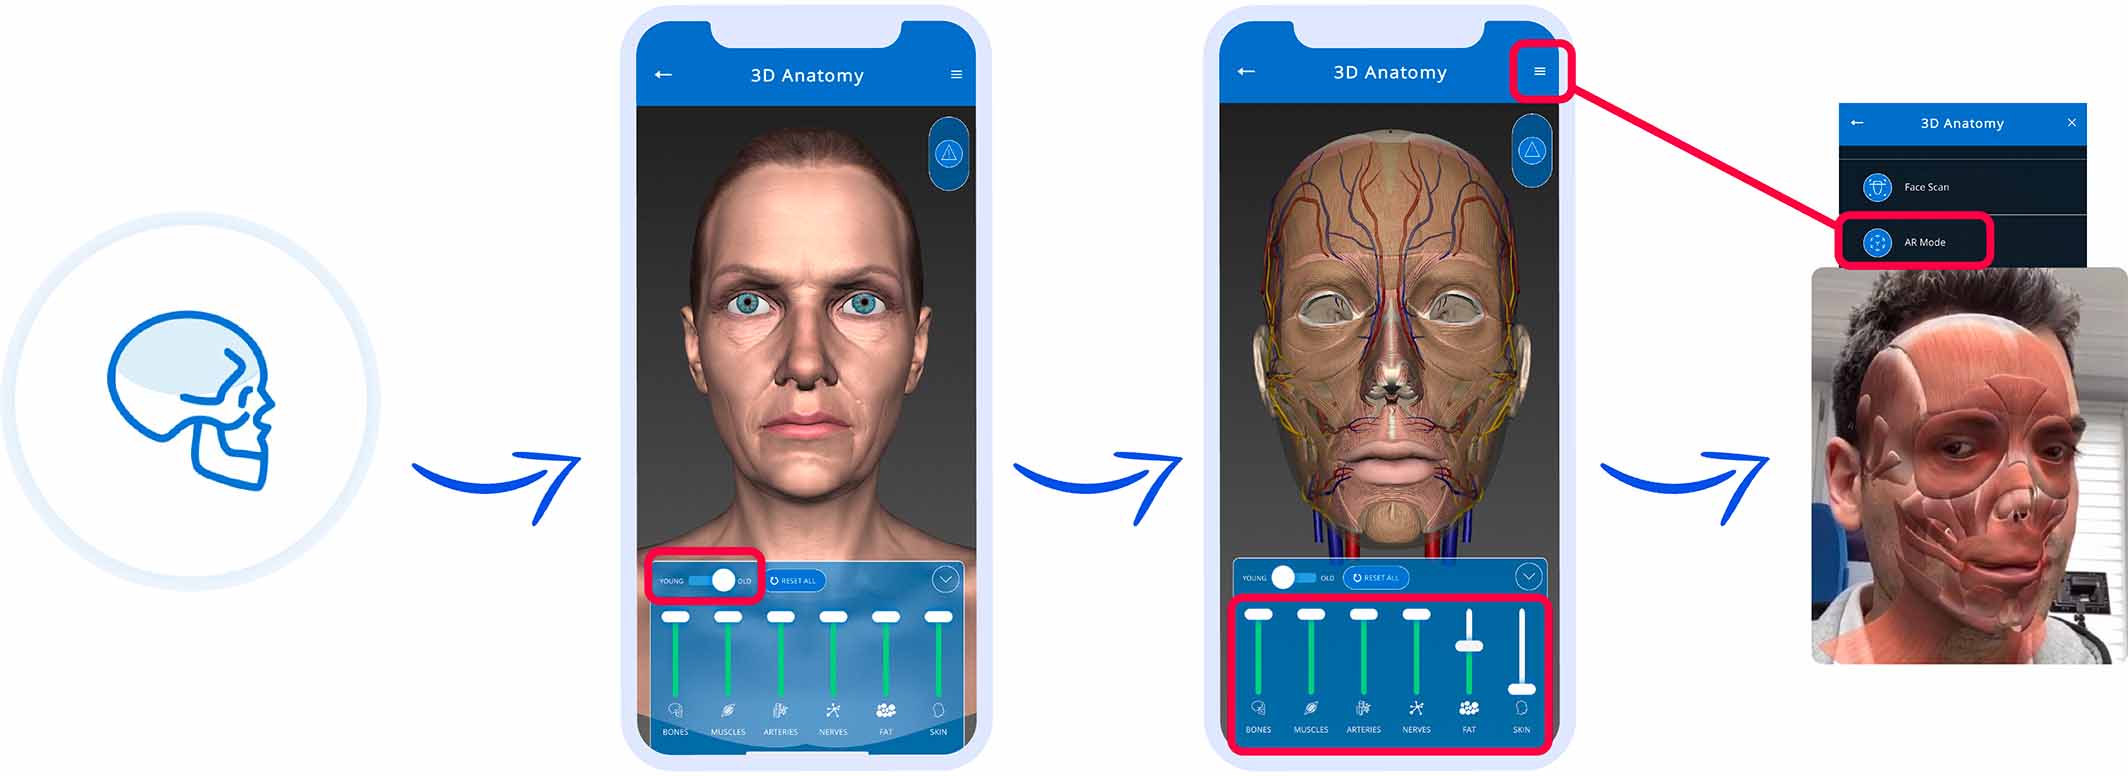 3D Anatomy
YOUNG OLD RESET ALL
BONES MUSCLES ARTERIES NERVES FAT SKIN
3D Anatomy
YOUNG OLD RESET ALL
BONES MUSCLES ARTERIES NERVES FAT SKIN
3D Anatomy
Face Scan
AR Mode